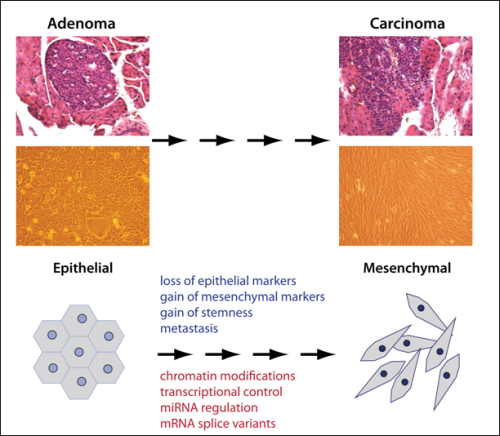 Adenoma
Carcinoma
Epithelial
Mesenchymal
loss of epithelial markers
gain of mesenchymal markers
gain of stemness
metastasis
chromatin modifications
transcriptional control
miRNA regulation
mRNA splice variants